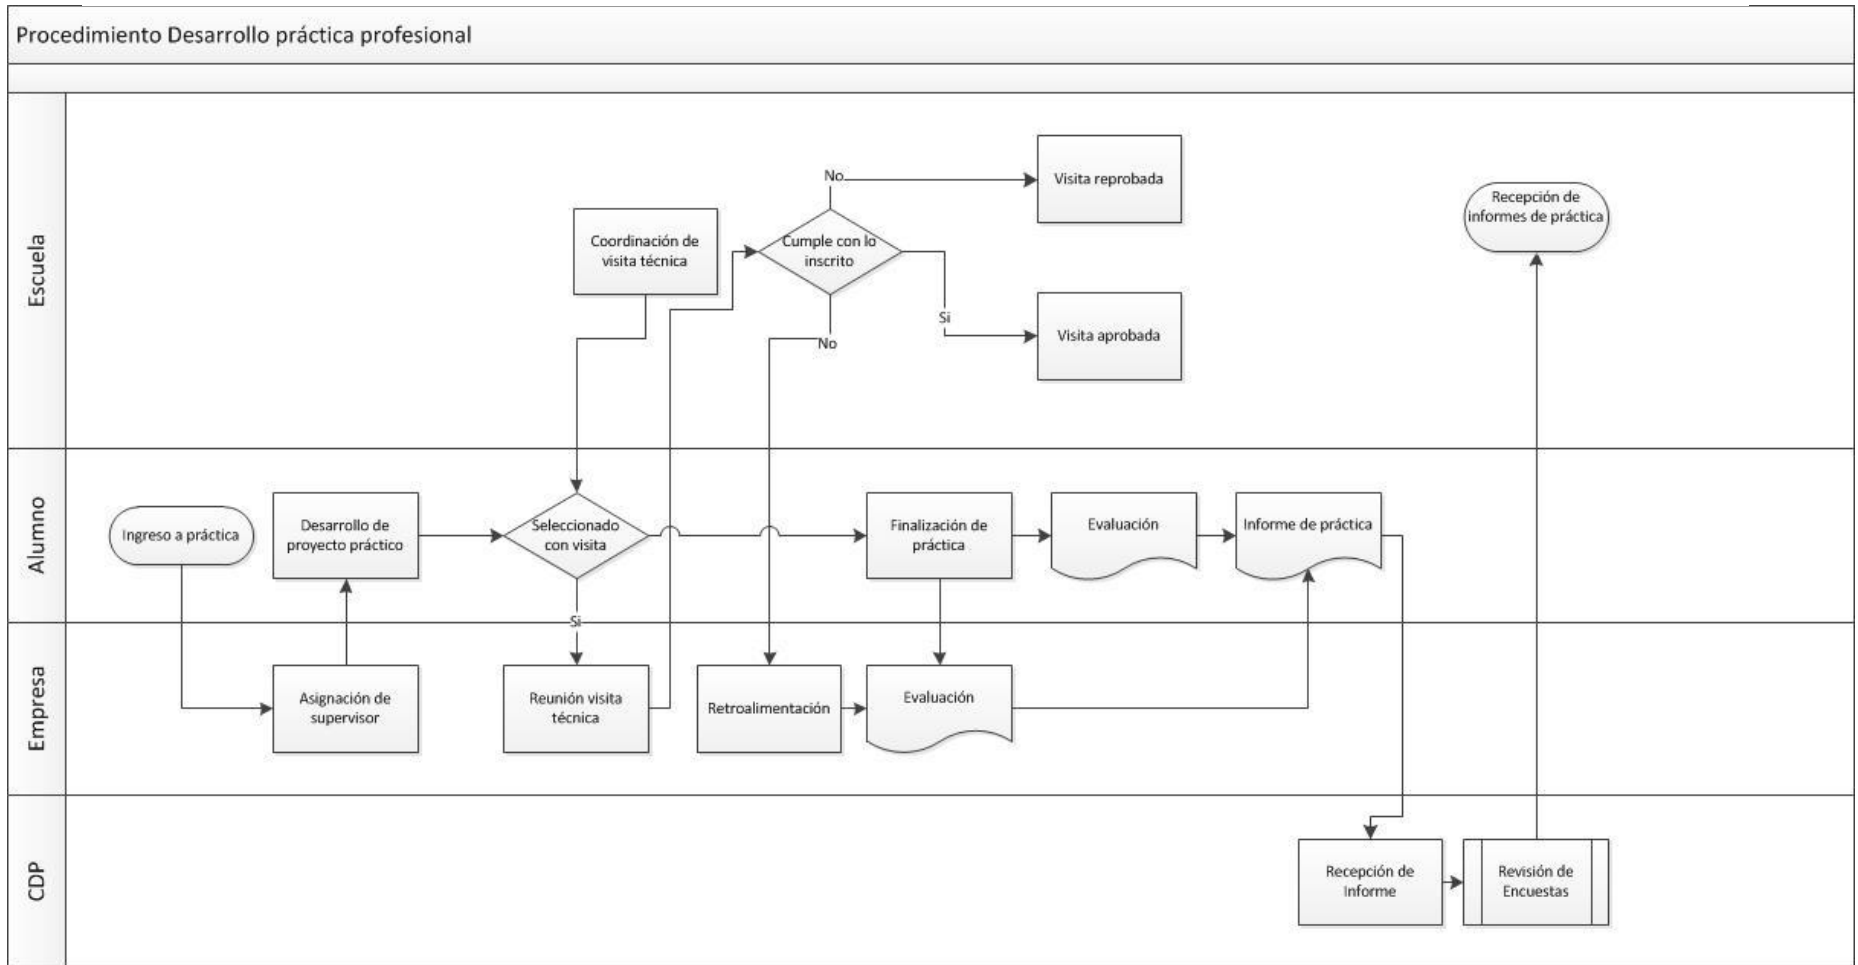 Procedimiento Desarrollo práctica profesional
Escuela
Coordinación de
visita técnica
No
Cumple con lo
inscrito
Si
No
Visita reprobada
Visita aprobada
Recepción de
informes de práctica
Alumno
Ingreso a práctica
Desarrollo de
proyecto práctico
Seleccionado
con visita
Si
Finalización de
práctica
Evaluación
Informe de práctica
Empresa
Asignación de
supervisor
Reunión visita
técnica
Retroalimentación
Evaluación
CDP
Recepción de
Informe
Revisión de
Encuestas